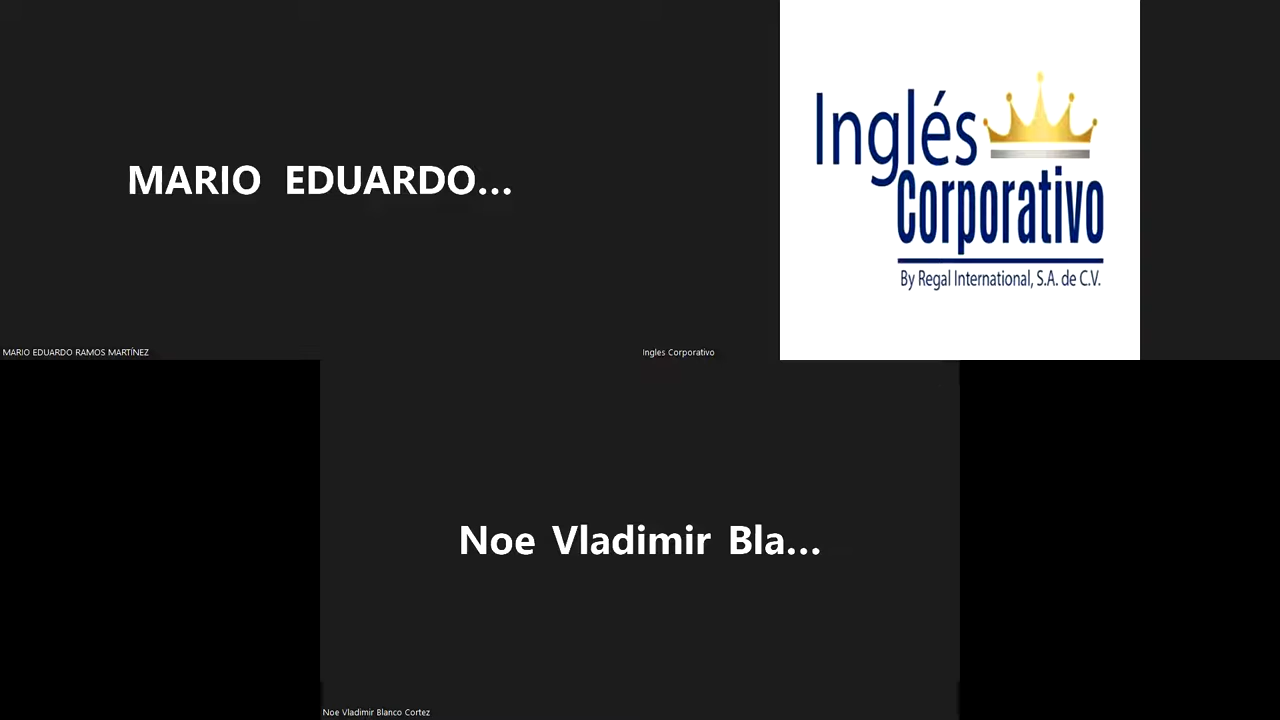 MARIO EDUARDO...
Inglés
Corporativo
By Regal International, S.A. de C.V.
MARIO EDUARDO RAMOS MARTÍNEZ
Ingles Corporativo
Noe Vladimir Bla...
Noe Vladimir Blanco Cortez